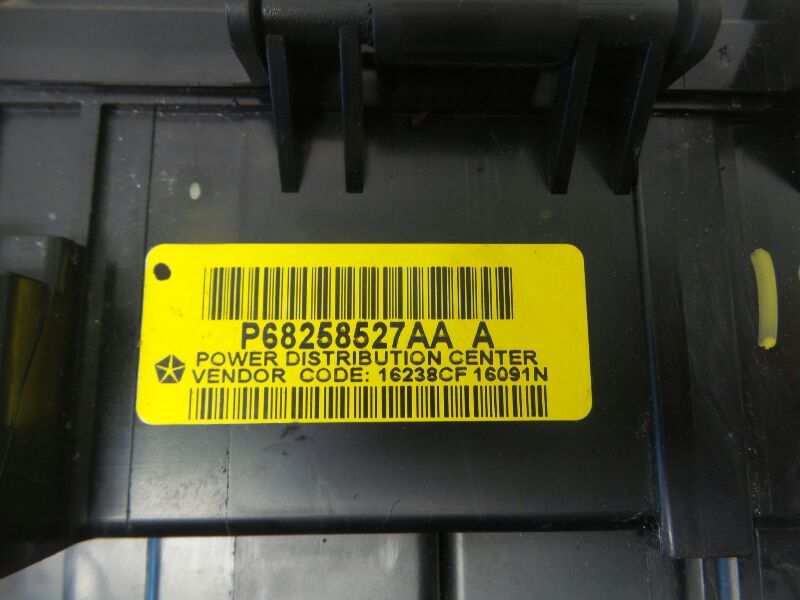 P68258527AA A
POWER DISTRIBUTION CENTER
VENDOR CODE: 16238CF 16091N